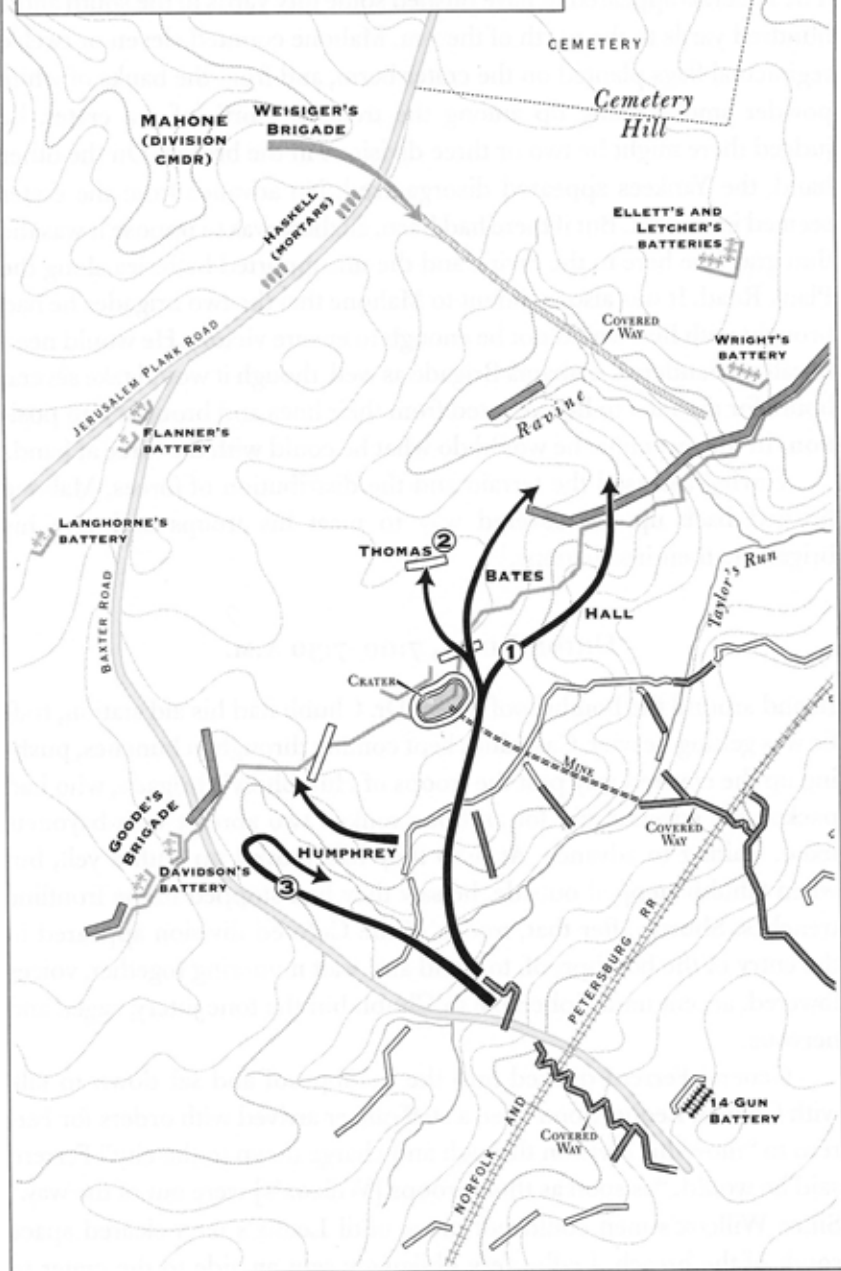 CEMETERY
Cemetery
Hill
MAHONE
(DIVISION
CMDR)
WEISIGER'S
BRIGADE
HASKELL
(MORTARS)
ELLETT'S AND
LETCHER'S
BATTERIES
COVERED
WAY
WRIGHT'S
BATTERY
JERUSALEM PLANK ROAD
Ravine
FLANNER'S
BATTERY
LANGHORNE'S
BATTERY
THOMAS 2
BATES
HALL
1
Taylor's Run
BAXTER ROAD
CRATER
MINE
COVERED
WAY
GOODE'S
BRIGADE
HUMPHREY
DAVIDSON'S
BATTERY
3
NORFOLK AND PETERSBURG RR
14-GUN
BATTERY
COVERED
WAY